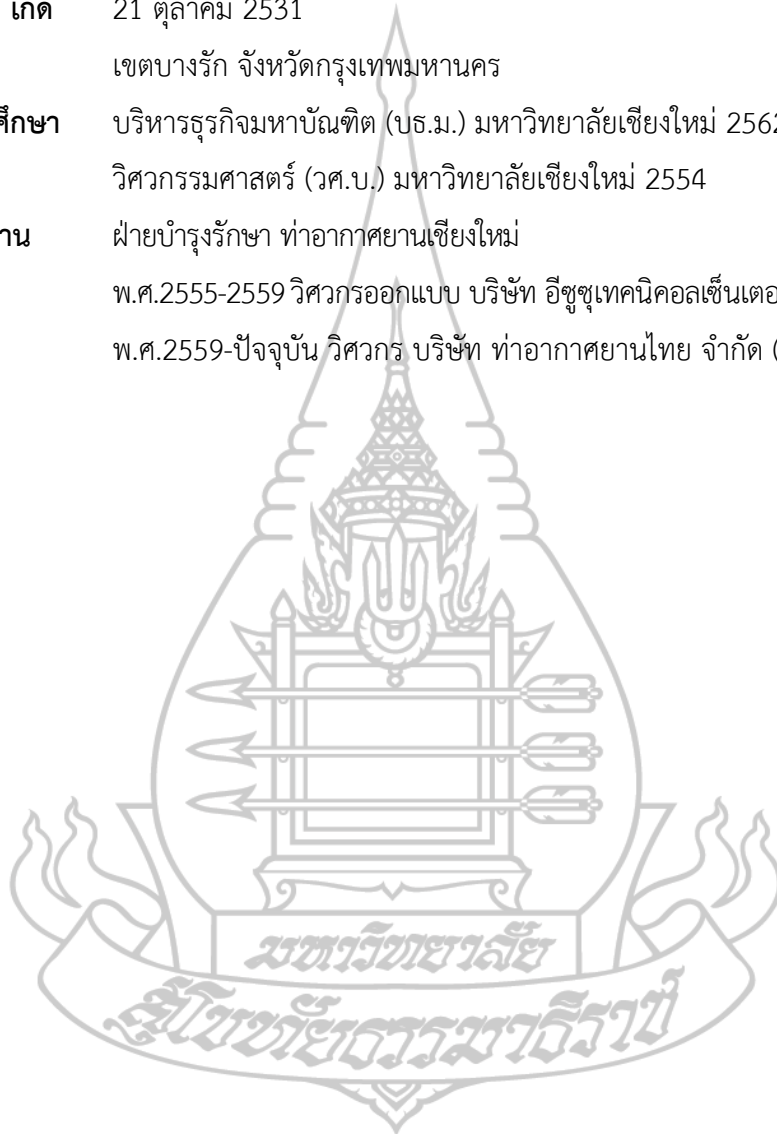 เกิด 21 ตุลาคม 2531
เขตบางรัก จังหวัดกรุงเทพมหานคร
ศึกษา บริหารธุรกิจมหาบัณฑิต (บธ.ม.) มหาวิทยาลัยเชียงใหม่ 2562
วิศวกรรมศาสตร์ (วศ.บ.) มหาวิทยาลัยเชียงใหม่ 2554
าน ฝ่ายบำรุงรักษา ท่าอากาศยานเชียงใหม่
พ.ศ.2555-2559 วิศวกรออกแบบ บริษัท อีซูซุเทคนิคอลเซ็นเตอ
พ.ศ.2559-ปัจจุบัน วิศวกร บริษัท ท่าอากาศยานไทย จำกัด (
มหาวิทยาลัย
สุโขทัยธรรมาธิราช